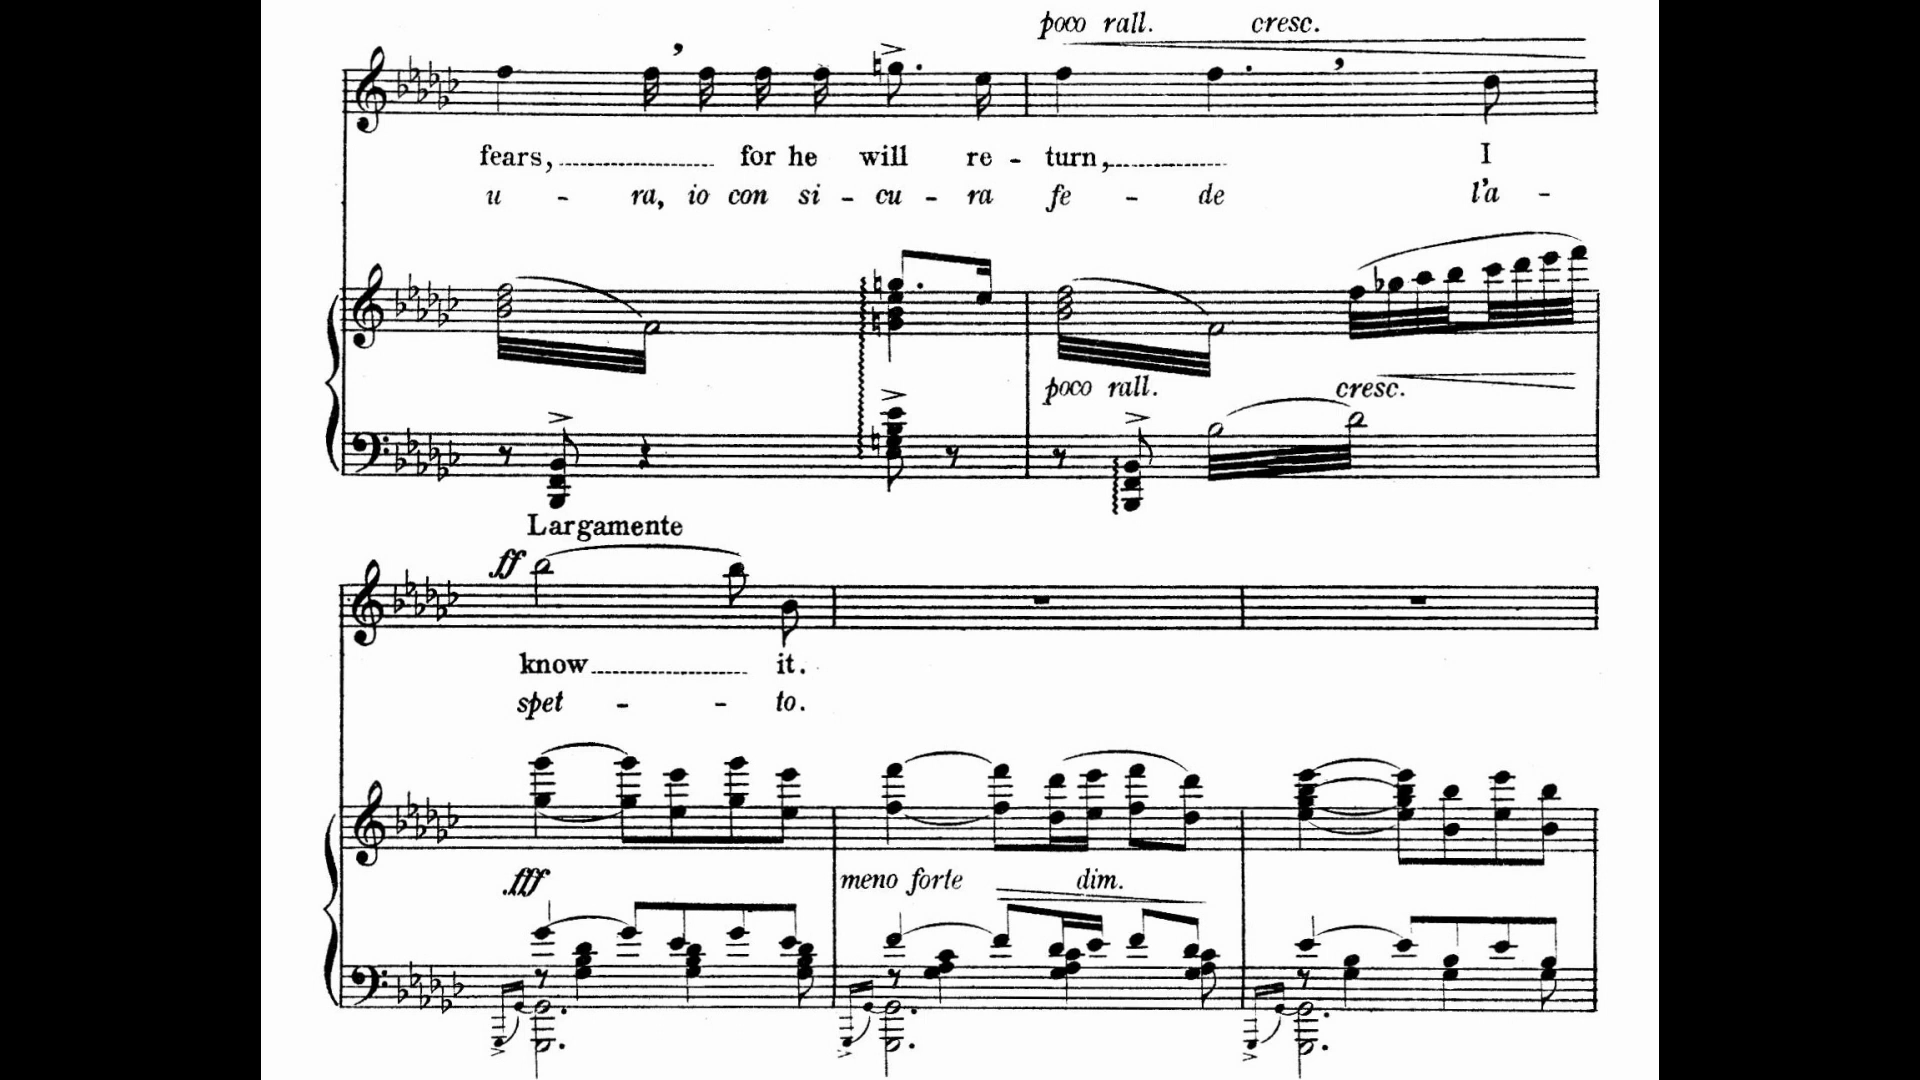 poco rall. cresc.
fears, for he will re - turn, I
u - ra, io con si - cu - ra fe - de l'a -
poco rall. cresc.
Largamente
ff
know it.
spet - - to.
fff meno forte dim.